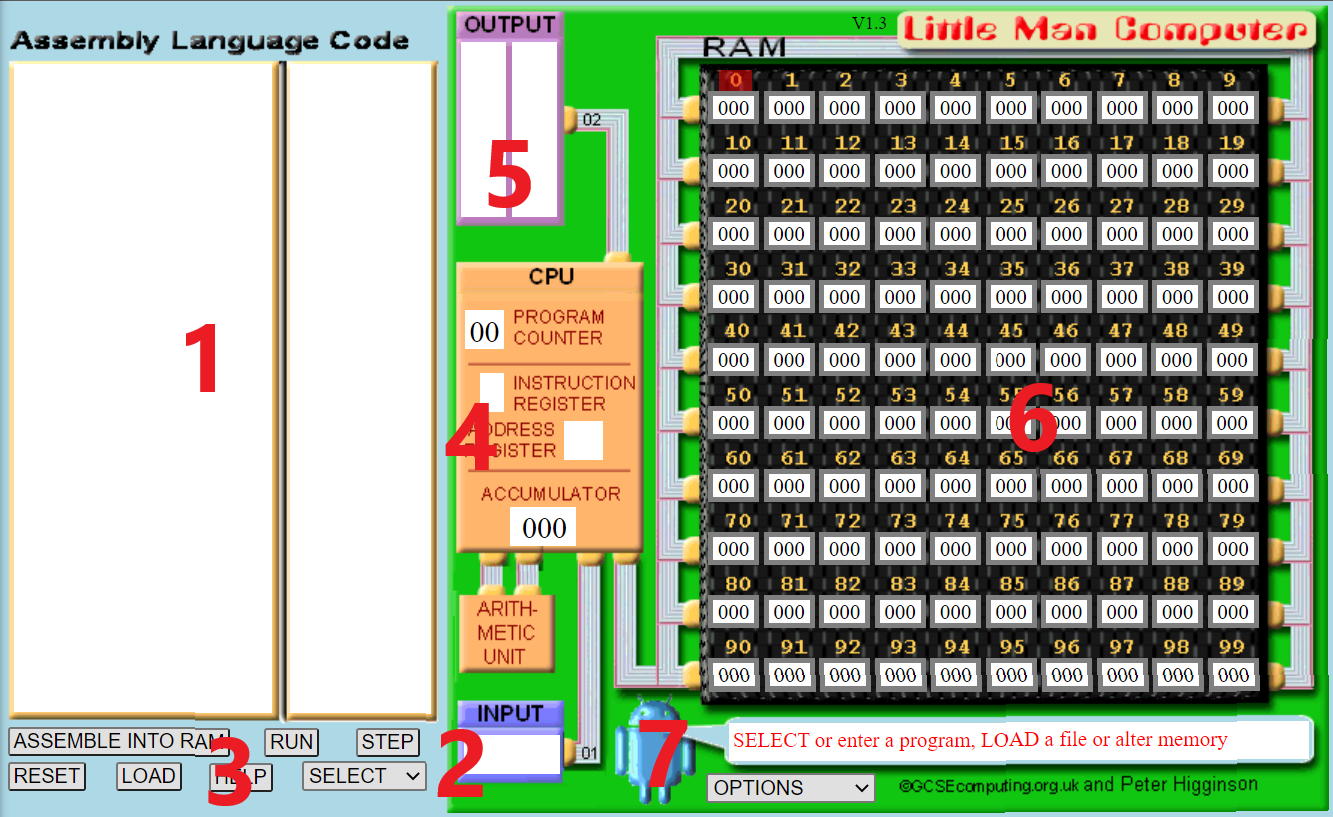 Assembly Language Code
1
ASSEMBLE INTO RAM
RUN
STEP
RESET
LOAD
HELP
SELECT
3
OUTPUT
5
02
CPU
00
PROGRAM
COUNTER
INSTRUCTION
REGISTER
ADDRESS
REGISTER
4
ACCUMULATOR
000
ARITH-
METIC
UNIT
INPUT
2
01
V1.3
Little Man Computer
RAM
0 1 2 3 4 5 6 7 8 9
000 000 000 000 000 000 000 000 000 000
10 11 12 13 14 15 16 17 18 19
000 000 000 000 000 000 000 000 000 000
20 21 22 23 24 25 26 27 28 29
000 000 000 000 000 000 000 000 000 000
30 31 32 33 34 35 36 37 38 39
000 000 000 000 000 000 000 000 000 000
40 41 42 43 44 45 46 47 48 49
000 000 000 000 000 000 000 000 000 000
50 51 52 53 54 55 56 57 58 59
000 000 000 000 000 000 000 000 000 000
6
60 61 62 63 64 65 66 67 68 69
000 000 000 000 000 000 000 000 000 000
70 71 72 73 74 75 76 77 78 79
000 000 000 000 000 000 000 000 000 000
80 81 82 83 84 85 86 87 88 89
000 000 000 000 000 000 000 000 000 000
90 91 92 93 94 95 96 97 98 99
000 000 000 000 000 000 000 000 000 000
7
SELECT or enter a program, LOAD a file or alter memory
OPTIONS
©GCSEcomputing.org.uk and Peter Higginson